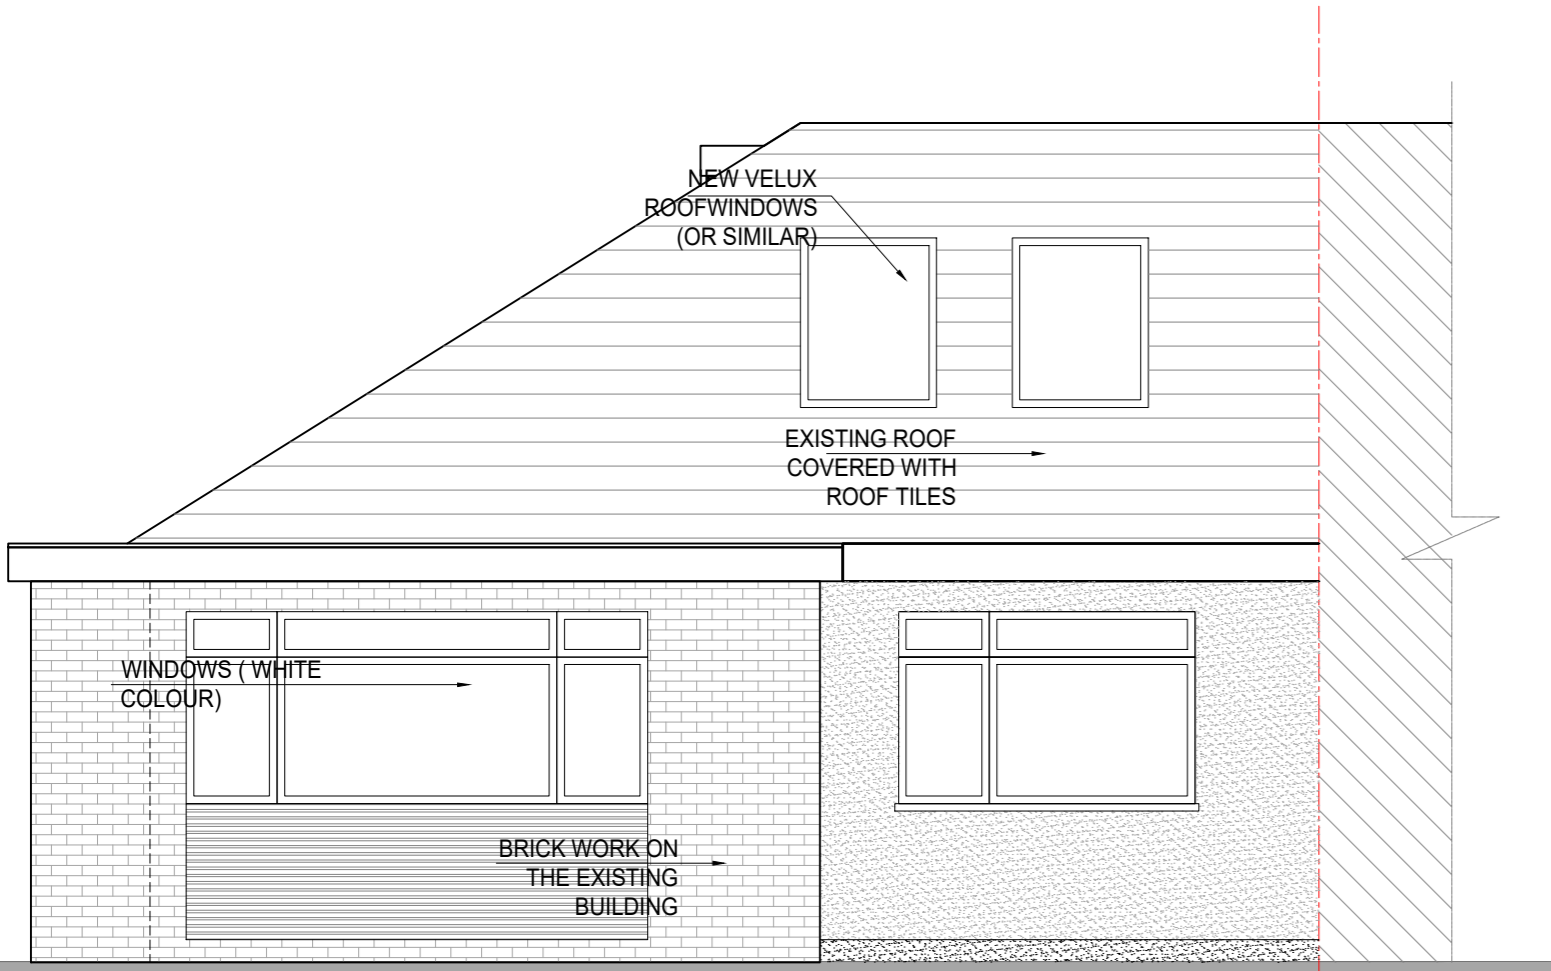 NEW VELUX
ROOFWINDOWS
(OR SIMILAR)
EXISTING ROOF
COVERED WITH
ROOF TILES
WINDOWS ( WHITE
COLOUR)
BRICK WORK ON
THE EXISTING
BUILDING